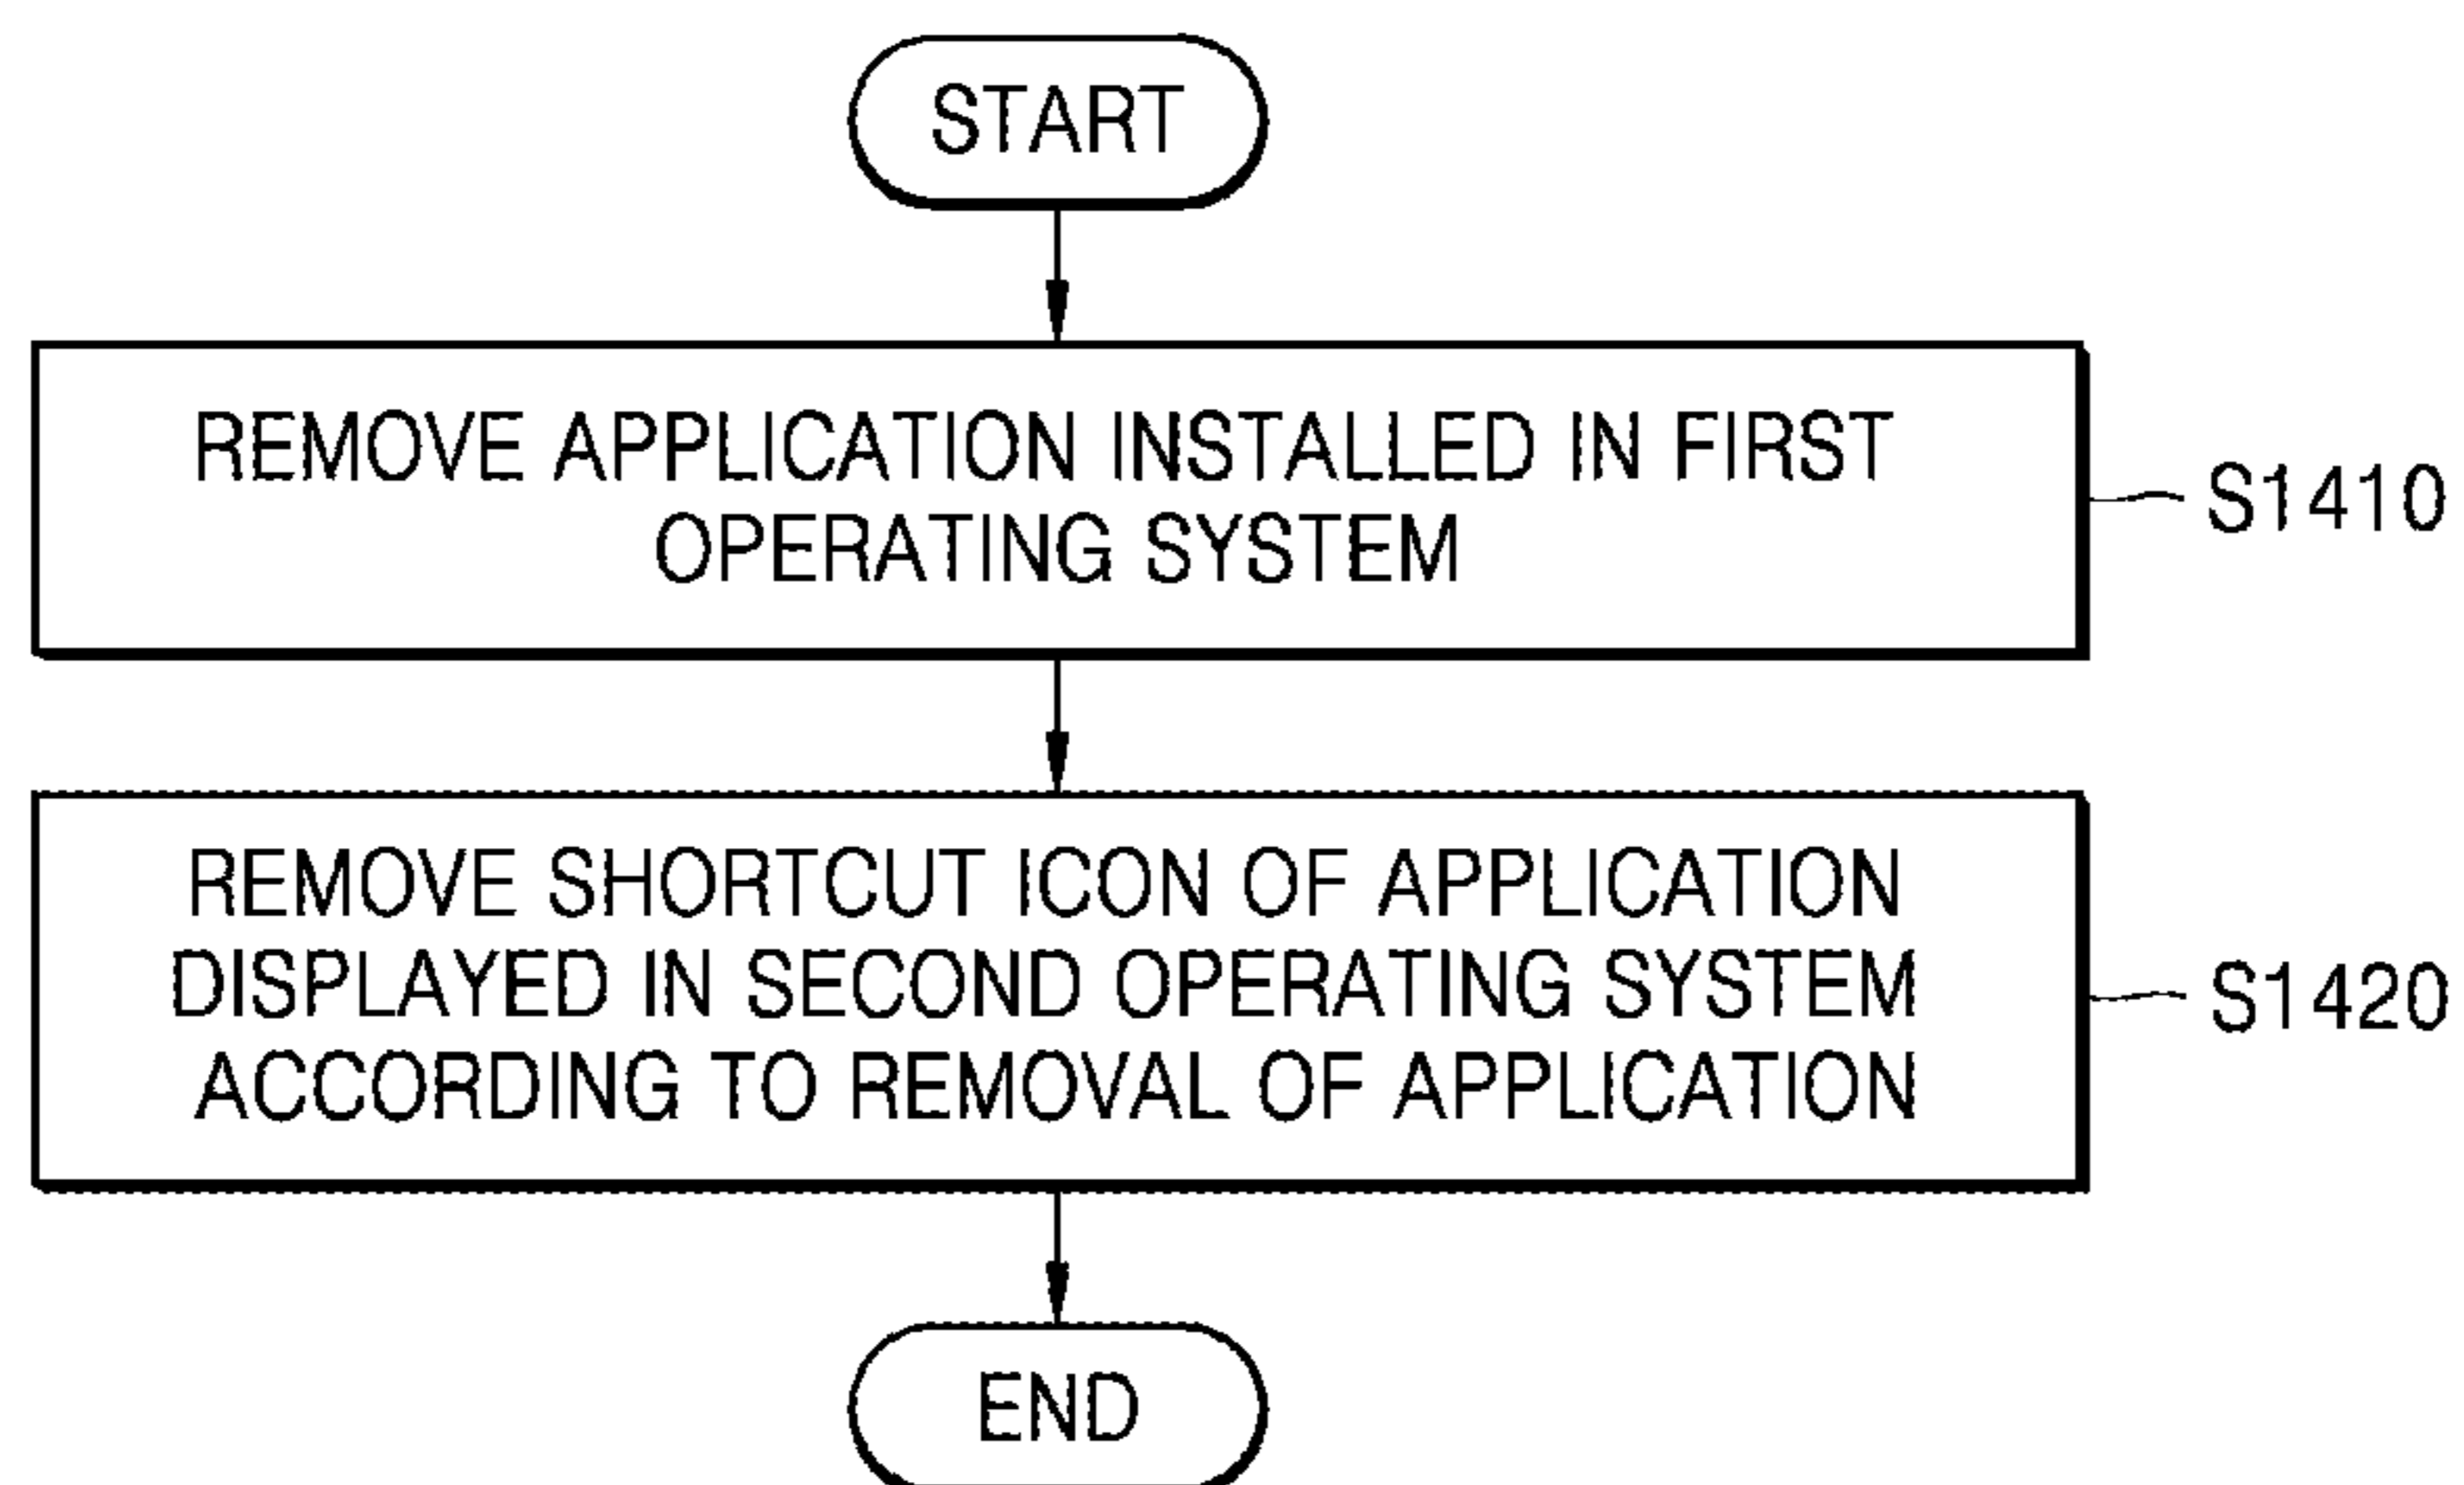 START
REMOVE APPLICATION INSTALLED IN FIRST
OPERATING SYSTEM
S1410
REMOVE SHORTCUT ICON OF APPLICATION
DISPLAYED IN SECOND OPERATING SYSTEM
ACCORDING TO REMOVAL OF APPLICATION
S1420
END